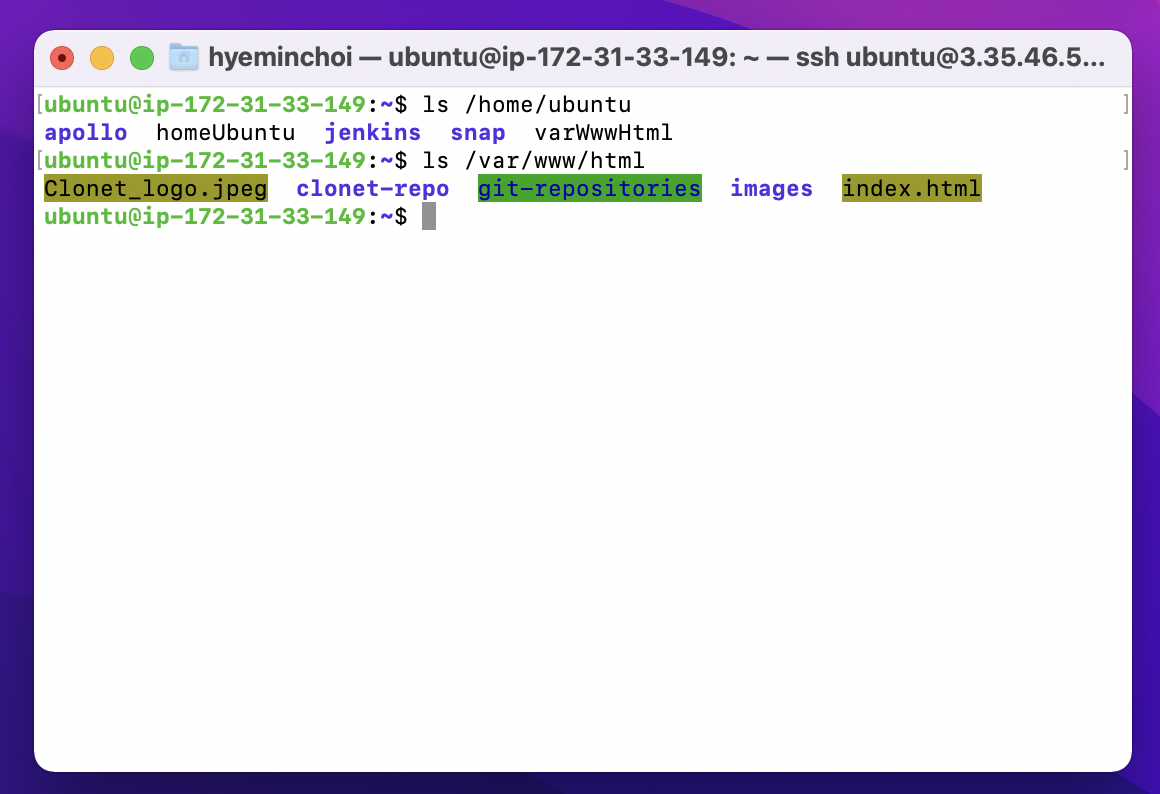 hyeminchoi — ubuntu@ip-172-31-33-149: ~ — ssh ubuntu@3.35.46.5...
[ubuntu@ip-172-31-33-149:~$ ls /home/ubuntu ]
apollo  homeUbuntu  jenkins  snap  varWwwHtml
[ubuntu@ip-172-31-33-149:~$ ls /var/www/html ]
Clonet_logo.jpeg  clonet-repo  git-repositories  images  index.html
ubuntu@ip-172-31-33-149:~$